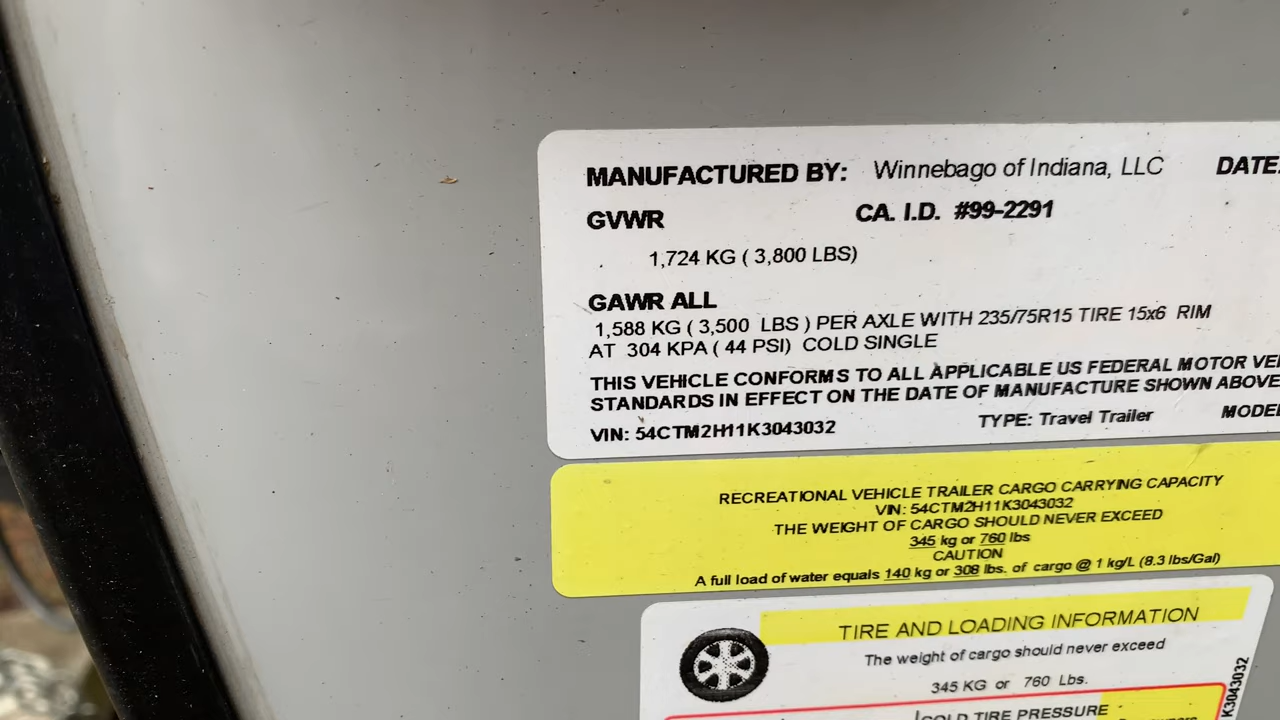 MANUFACTURED BY: Winnebago of Indiana, LLC DATE:
GVWR CA. I.D. #99-2291
1,724 KG ( 3,800 LBS)
GAWR ALL
1,588 KG ( 3,500 LBS ) PER AXLE WITH 235/75R15 TIRE 15x6 RIM
AT 304 KPA ( 44 PSI) COLD SINGLE
THIS VEHICLE CONFORMS TO ALL APPLICABLE US FEDERAL MOTOR VE
STANDARDS IN EFFECT ON THE DATE OF MANUFACTURE SHOWN ABOVE
VIN: 54CTM2H11K3043032 TYPE: Travel Trailer MODE
RECREATIONAL VEHICLE TRAILER CARGO CARRYING CAPACITY
VIN: 54CTM2H11K3043032
THE WEIGHT OF CARGO SHOULD NEVER EXCEED
345 kg or 760 lbs
CAUTION
A full load of water equals 140 kg or 308 lbs. of cargo @ 1 kg/L (8.3 lbs/Gal)
TIRE AND LOADING INFORMATION
The weight of cargo should never exceed
345 KG or 760 Lbs.
COLD TIRE PRESSURE
K3043032